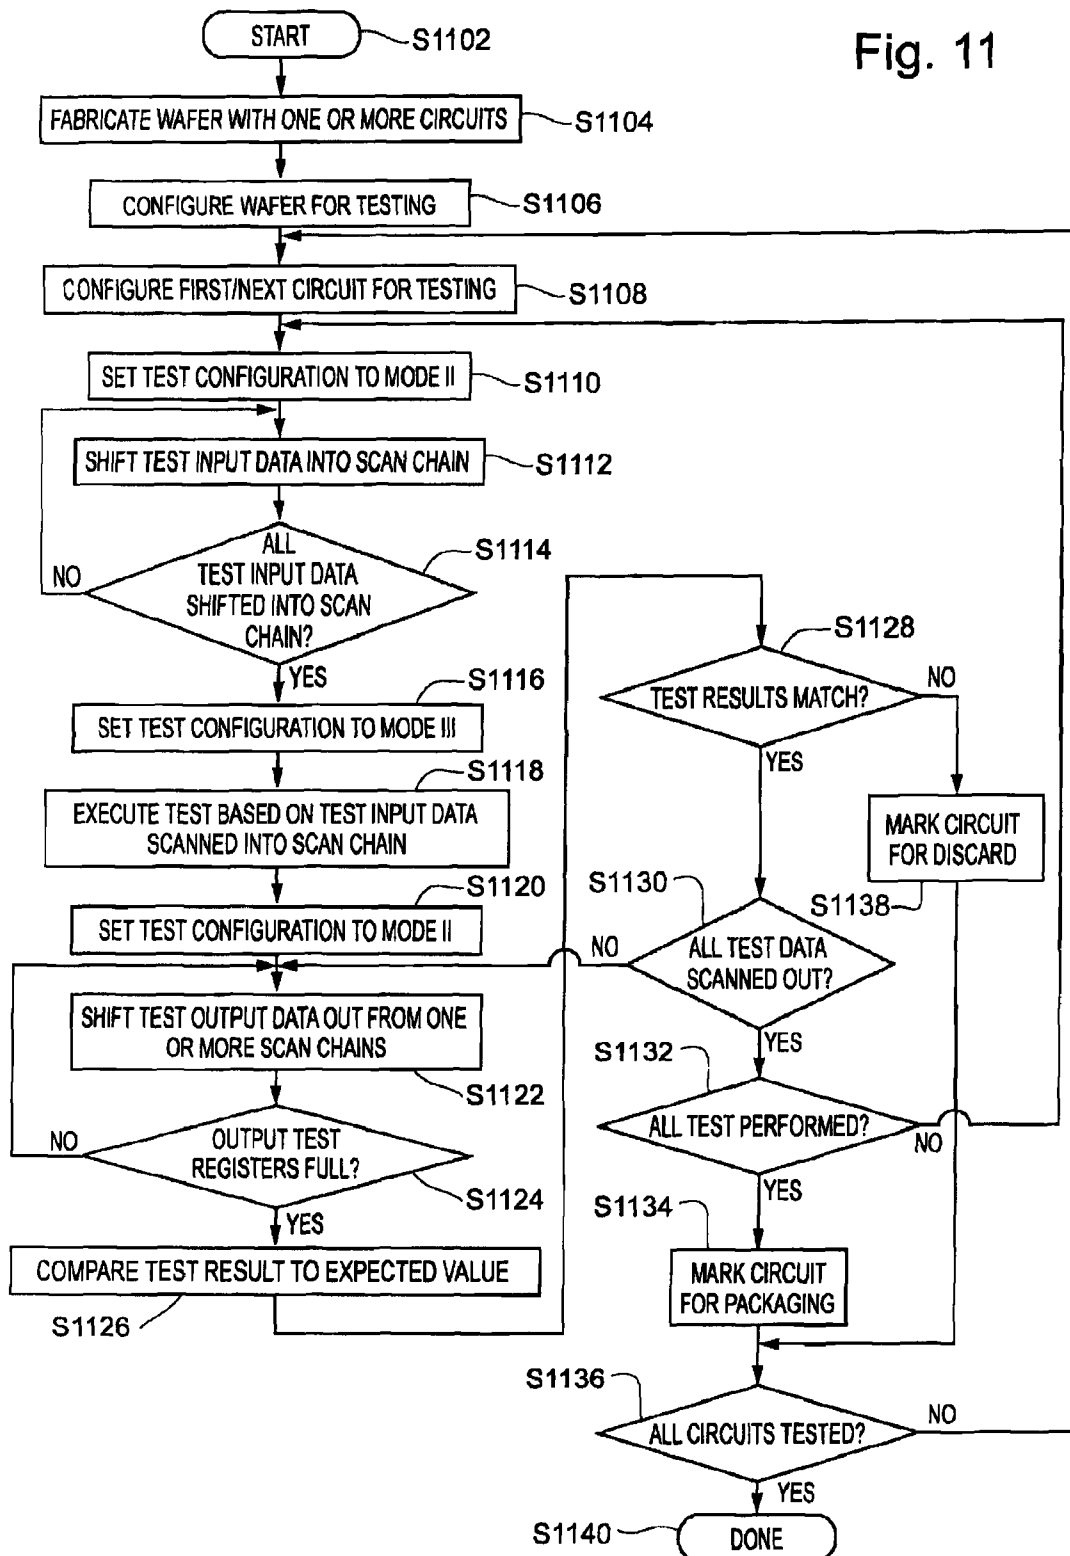 Fig. 11
START
S1102
FABRICATE WAFER WITH ONE OR MORE CIRCUITS
S1104
CONFIGURE WAFER FOR TESTING
S1106
CONFIGURE FIRST/NEXT CIRCUIT FOR TESTING
S1108
SET TEST CONFIGURATION TO MODE II
S1110
SHIFT TEST INPUT DATA INTO SCAN CHAIN
S1112
ALL
TEST INPUT DATA
SHIFTED INTO SCAN
CHAIN?
S1114
NO
YES
S1116
SET TEST CONFIGURATION TO MODE III
S1118
EXECUTE TEST BASED ON TEST INPUT DATA
SCANNED INTO SCAN CHAIN
S1120
SET TEST CONFIGURATION TO MODE II
SHIFT TEST OUTPUT DATA OUT FROM ONE
OR MORE SCAN CHAINS
S1122
NO
OUTPUT TEST
REGISTERS FULL?
S1124
YES
COMPARE TEST RESULT TO EXPECTED VALUE
S1126
S1128
TEST RESULTS MATCH?
NO
YES
MARK CIRCUIT
FOR DISCARD
S1138
S1130
NO
ALL TEST DATA
SCANNED OUT?
YES
S1132
ALL TEST PERFORMED?
NO
YES
S1134
MARK CIRCUIT
FOR PACKAGING
S1136
ALL CIRCUITS TESTED?
NO
YES
S1140
DONE